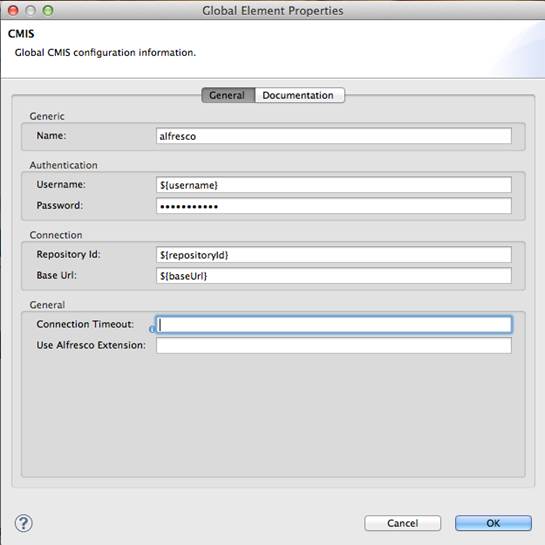 Global Element Properties
CMIS
Global CMIS configuration information.
General Documentation
Generic
Name: alfresco
Authentication
Username: ${username}
Password: •••••••••••
Connection
Repository Id: ${repositoryId}
Base Url: ${baseUrl}
General
Connection Timeout:
Use Alfresco Extension:
? Cancel OK